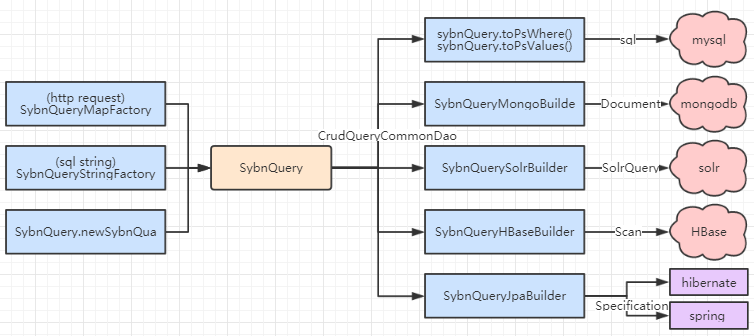 (http request)
SybnQueryMapFactory
(sql string)
SybnQueryStringFactory
SybnQuery.newSybnQua
SybnQuery
CrudQueryCommonDao
sybnQuery.toPsWhere()
sybnQuery.toPsValues()
sql
mysql
SybnQueryMongoBuilde
Document
mongodb
SybnQuerySolrBuilder
SolrQuery
solr
SybnQueryHBaseBuilder
Scan
HBase
SybnQueryJpaBuilder
Specification
hibernate
spring